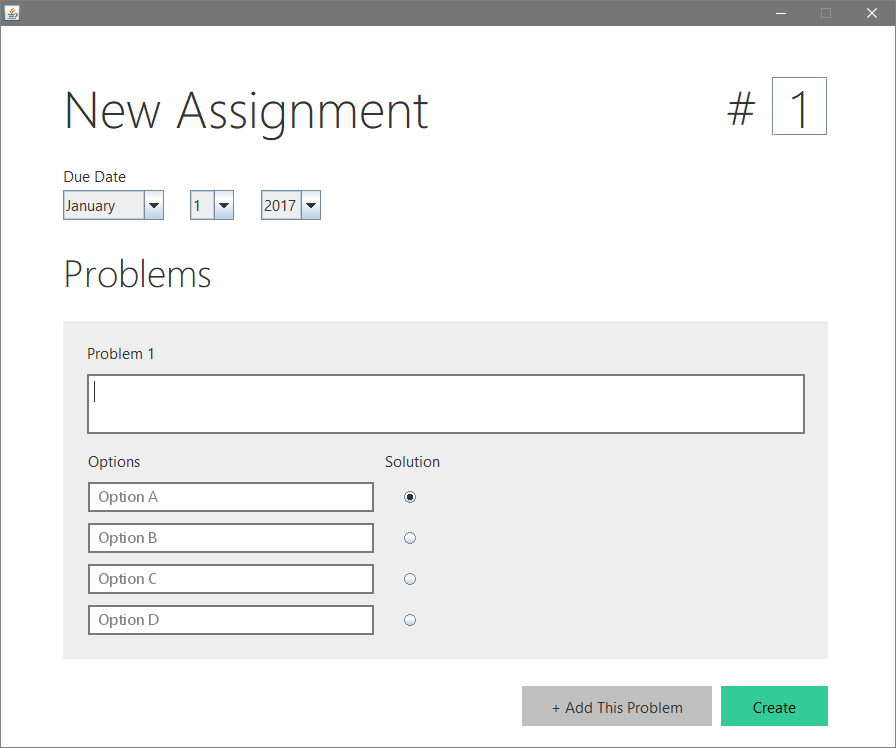 New Assignment # 1
Due Date
January 1 2017
Problems
Problem 1
Options Solution
Option A
Option B
Option C
Option D
+ Add This Problem Create